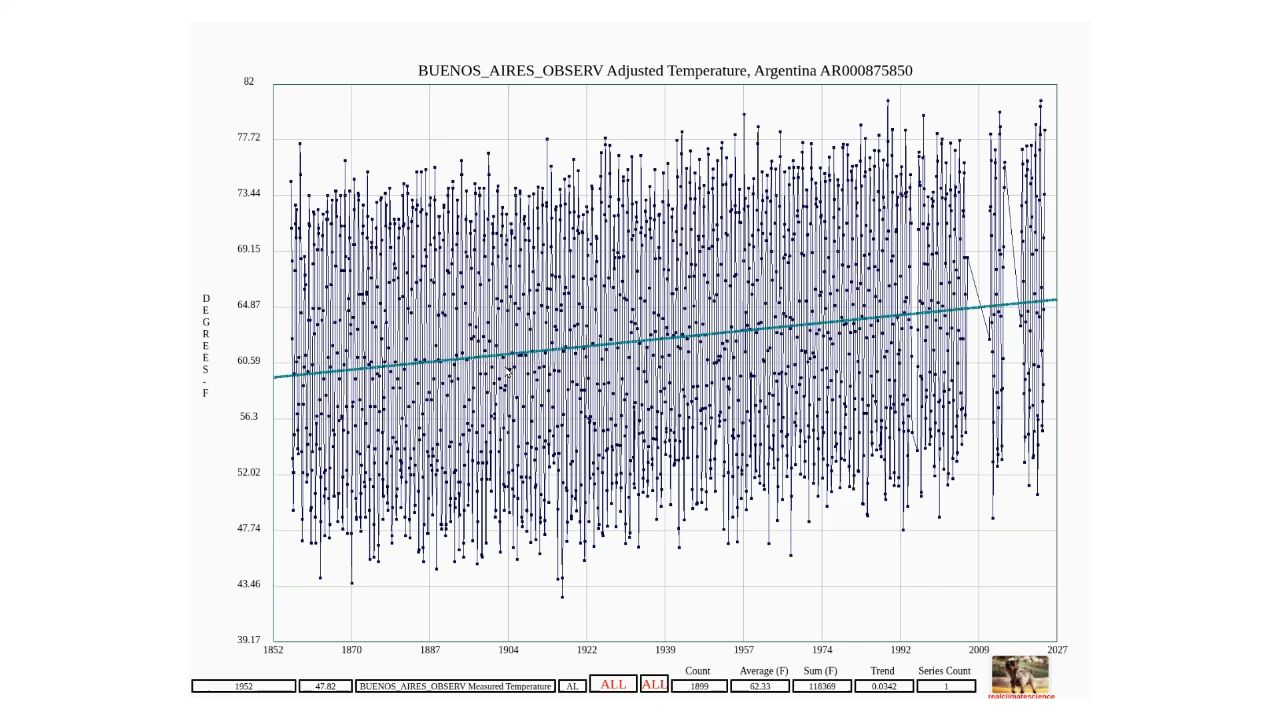 BUENOS_AIRES_OBSERV Adjusted Temperature, Argentina AR000875850
82
77.72
73.44
69.15
64.87
60.59
56.3
52.02
47.74
43.46
39.17
DEGREES-F
1852 1870 1887 1904 1922 1939 1957 1974 1992 2009 2027
Count Average (F) Sum (F) Trend Series Count
1952 47.82 BUENOS_AIRES_OBSERV Measured Temperature AL ALL ALL 1899 62.33 118369 0.0342 1
realclimatescience